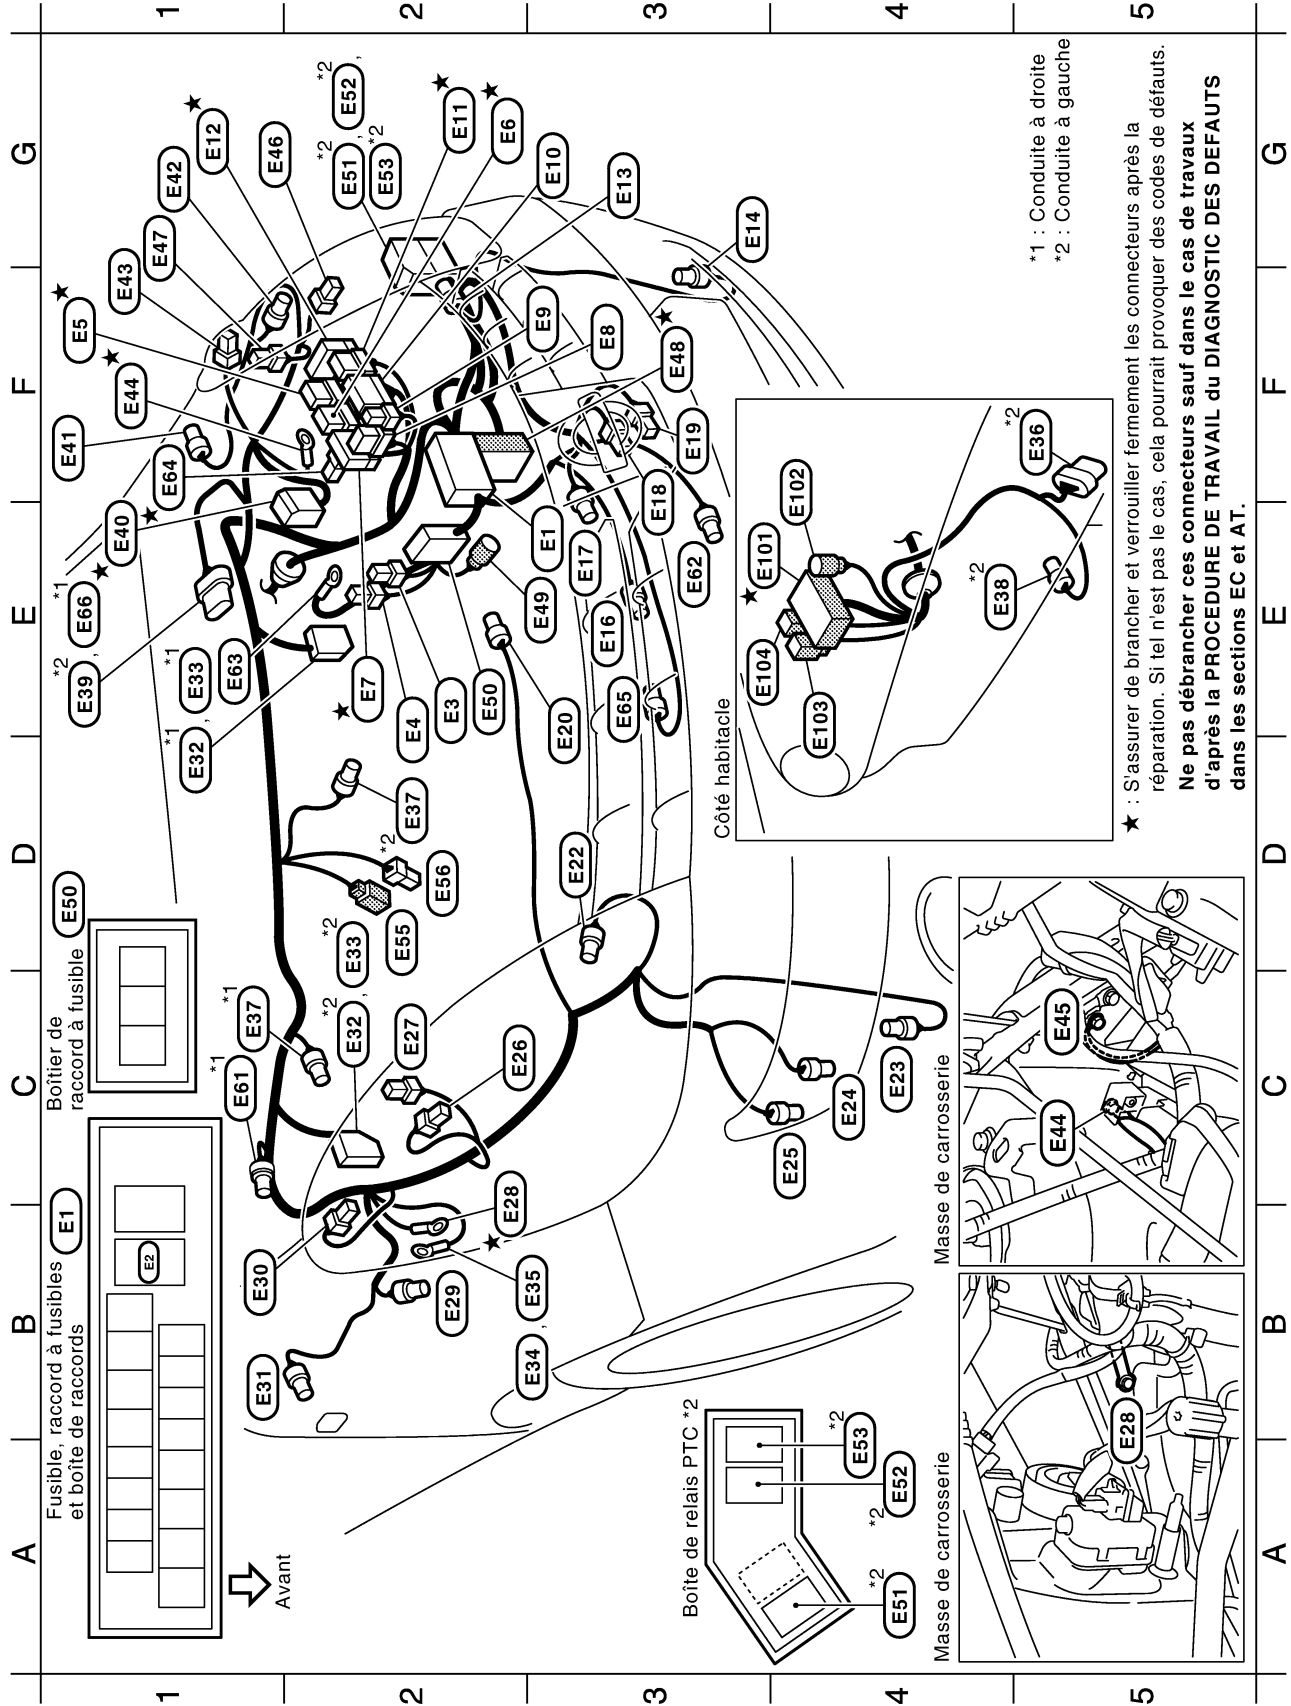 1
2
3
4
5
G
F
E
D
C
B
A
Fusible, raccord à fusibles E1
et boîte de raccords
E2
Avant
Boîtier de E50
raccord à fusible
E5 ★
E43
E47
E42
E12 ★
E46
*2 E51, *2 E52,
E53 *2
E11 ★
E6 ★
E10
E13
E14
E41
E44 ★
E64
E40 ★
E9
E8
E48 ★
*2 E39, *1 E66 ★
*1 E32, *1 E33
E63
E7 ★
E4
E3
E50
E49
E20
E1
E17
E16
E65
E18
E19
E62
E37
E56 *2
E55
E22
*1 E61
*1 E37
*2 E32, *2 E33
E27
E26
E23
E24
E25
E30
E31
E29
E28 ★
E34, E35
Boîte de relais PTC *2
*2 E51
*2 E52
*2 E53
Côté habitacle
E104
E101 ★
E102
E103
E36 *2
E38 *2
Masse de carrosserie
E28
Masse de carrosserie
E44
E45
*1 : Conduite à droite
*2 : Conduite à gauche
★ : S'assurer de brancher et verrouiller fermement les connecteurs après la
réparation. Si tel n'est pas le cas, cela pourrait provoquer des codes de défauts.
Ne pas débrancher ces connecteurs sauf dans le cas de travaux
d'après la PROCEDURE DE TRAVAIL du DIAGNOSTIC DES DEFAUTS
dans les sections EC et AT.
1
2
3
4
5
G
F
E
D
C
B
A